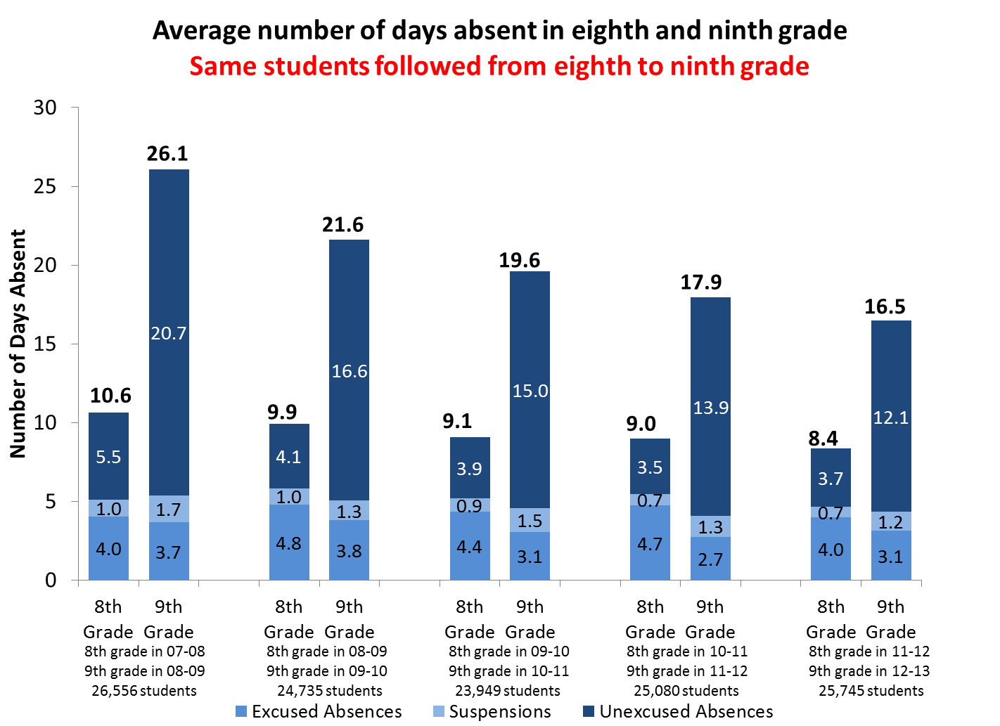 Average number of days absent in eighth and ninth grade
Same students followed from eighth to ninth grade
Number of Days Absent
30
25
20
15
10
5
0
10.6
5.5
1.0
4.0
26.1
20.7
1.7
3.7
9.9
4.1
1.0
4.8
21.6
16.6
1.3
3.8
9.1
3.9
0.9
4.4
19.6
15.0
1.5
3.1
9.0
3.5
0.7
4.7
17.9
13.9
1.3
2.7
8.4
3.7
0.7
4.0
16.5
12.1
1.2
3.1
8th
Grade
9th
Grade
8th grade in 07-08
9th grade in 08-09
26,556 students
8th
Grade
9th
Grade
8th grade in 08-09
9th grade in 09-10
24,735 students
8th
Grade
9th
Grade
8th grade in 09-10
9th grade in 10-11
23,949 students
8th
Grade
9th
Grade
8th grade in 10-11
9th grade in 11-12
25,080 students
8th
Grade
9th
Grade
8th grade in 11-12
9th grade in 12-13
25,745 students
Excused Absences
Suspensions
Unexcused Absences